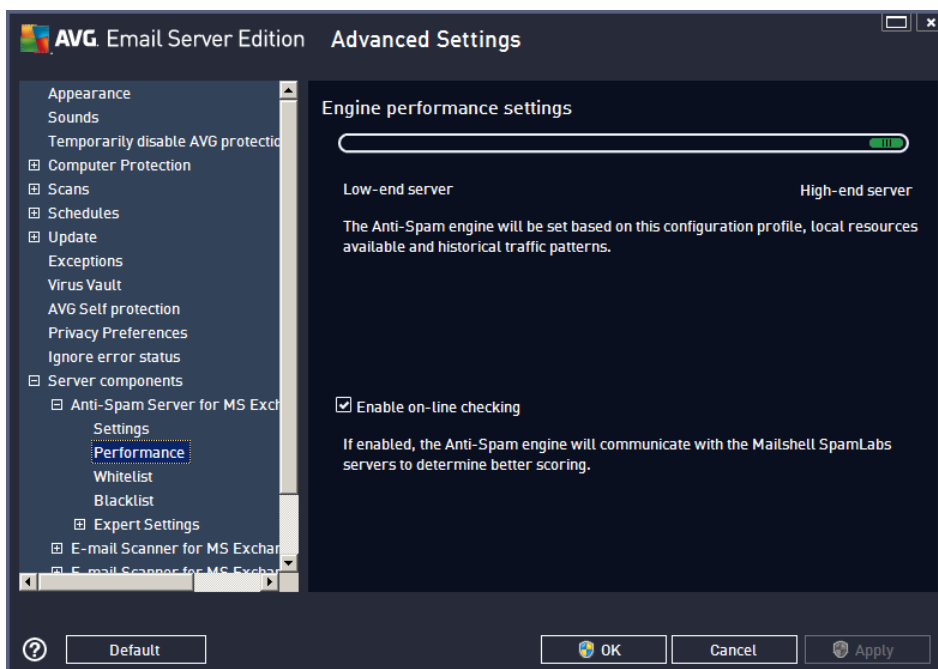 AVG. Email Server Edition Advanced Settings
Appearance
Sounds
Temporarily disable AVG protectio
Computer Protection
Scans
Schedules
Update
Exceptions
Virus Vault
AVG Self protection
Privacy Preferences
Ignore error status
Server components
Anti-Spam Server for MS Exch
Settings
Performance
Whitelist
Blacklist
Expert Settings
E-mail Scanner for MS Exchar
E-mail Scanner for MS Exchar
Engine performance settings
Low-end server High-end server
The Anti-Spam engine will be set based on this configuration profile, local resources
available and historical traffic patterns.
Enable on-line checking
If enabled, the Anti-Spam engine will communicate with the Mailshell SpamLabs
servers to determine better scoring.
? Default OK Cancel Apply